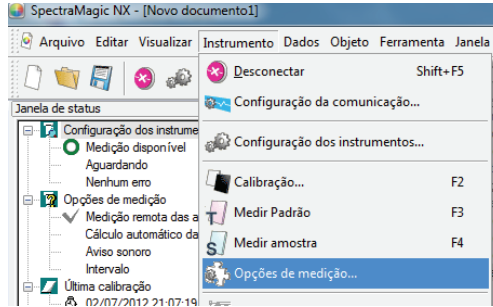 SpectraMagic NX - [Novo documento1]
Arquivo Editar Visualizar Instrumento Dados Objeto Ferramenta Janela
Desconectar Shift+F5
Configuração da comunicação...
Configuração dos instrumentos...
Calibração... F2
Medir Padrão F3
Medir amostra F4
Opções de medição...
Janela de status
Configuração dos instrume
Medição disponível
Aguardando
Nenhum erro
Opções de medição
Medição remota das a
Cálculo automático da
Aviso sonoro
Intervalo
Última calibração
02/07/2012 21:07:19